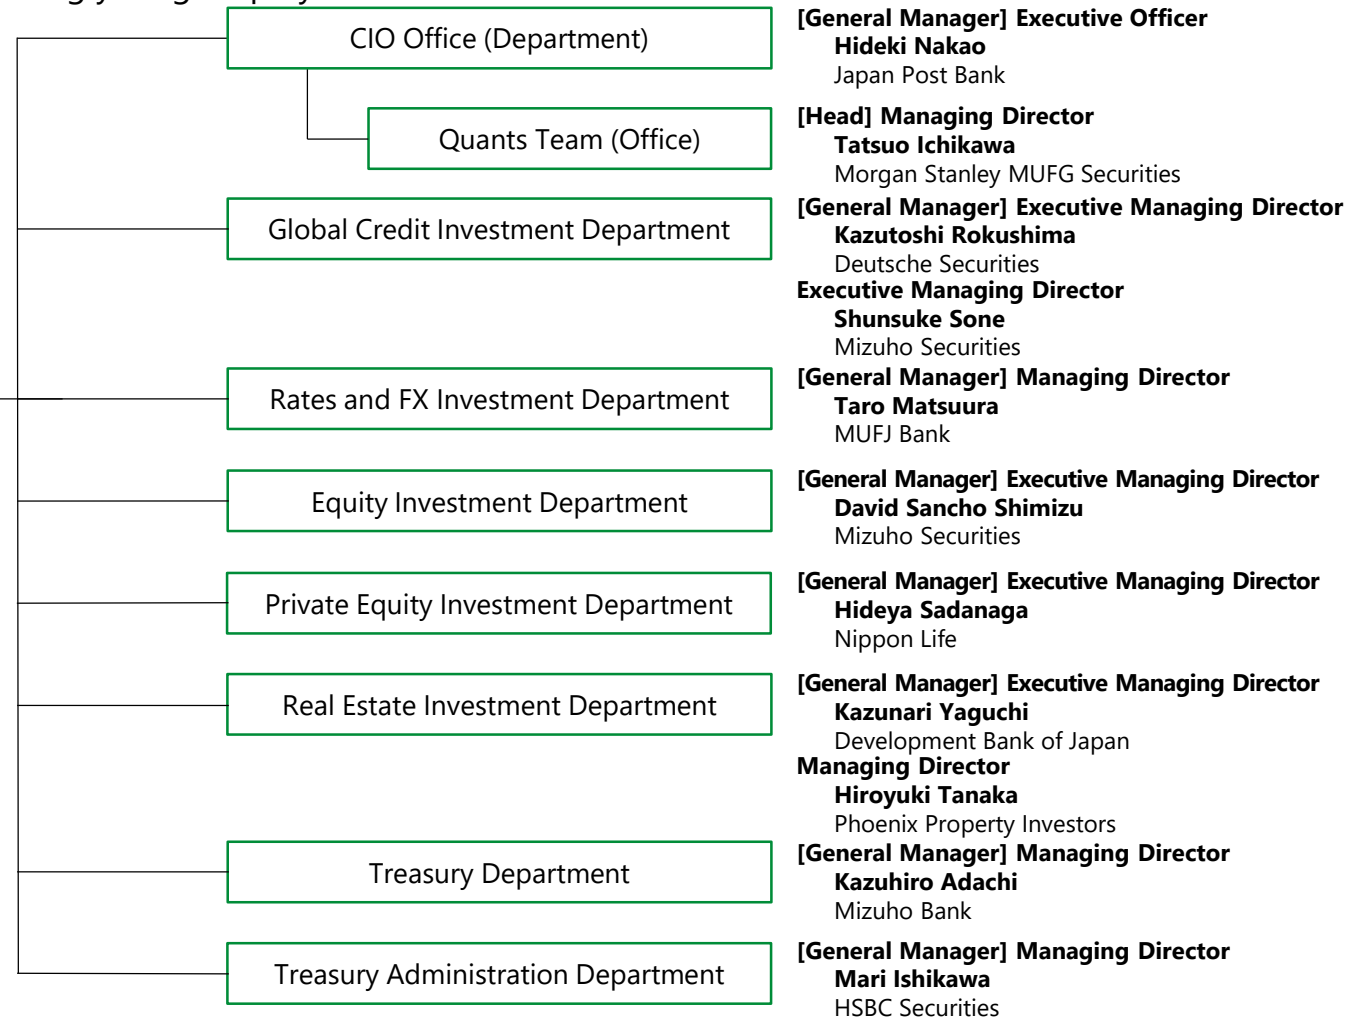 CIO Office (Department)
[General Manager] Executive Officer
Hideki Nakao
Japan Post Bank
Quants Team (Office)
[Head] Managing Director
Tatsuo Ichikawa
Morgan Stanley MUFG Securities
Global Credit Investment Department
[General Manager] Executive Managing Director
Kazutoshi Rokushima
Deutsche Securities
Executive Managing Director
Shunsuke Sone
Mizuho Securities
Rates and FX Investment Department
[General Manager] Managing Director
Taro Matsuura
MUFJ Bank
Equity Investment Department
[General Manager] Executive Managing Director
David Sancho Shimizu
Mizuho Securities
Private Equity Investment Department
[General Manager] Executive Managing Director
Hideya Sadanaga
Nippon Life
Real Estate Investment Department
[General Manager] Executive Managing Director
Kazunari Yaguchi
Development Bank of Japan
Managing Director
Hiroyuki Tanaka
Phoenix Property Investors
Treasury Department
[General Manager] Managing Director
Kazuhiro Adachi
Mizuho Bank
Treasury Administration Department
[General Manager] Managing Director
Mari Ishikawa
HSBC Securities